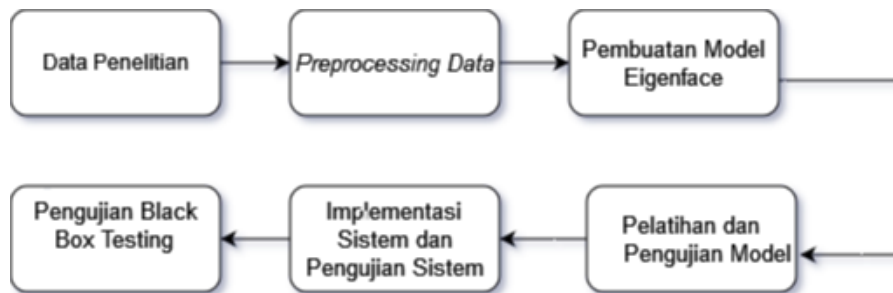 Data Penelitian
Preprocessing Data
Pembuatan Model
Eigenface
Pelatihan dan
Pengujian Model
Implementasi
Sistem dan
Pengujian Sistem
Pengujian Black
Box Testing